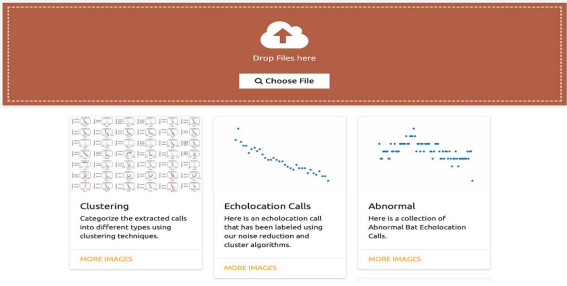 Drop Files here
Choose File
Clustering
Categorize the extracted calls
into different types using
clustering techniques.
MORE IMAGES
Echolocation Calls
Here is an echolocation call
that has been labeled using
our noise reduction and
cluster algorithms.
MORE IMAGES
Abnormal
Here is a collection of
Abnormal Bat Echolocation
Calls.
MORE IMAGES